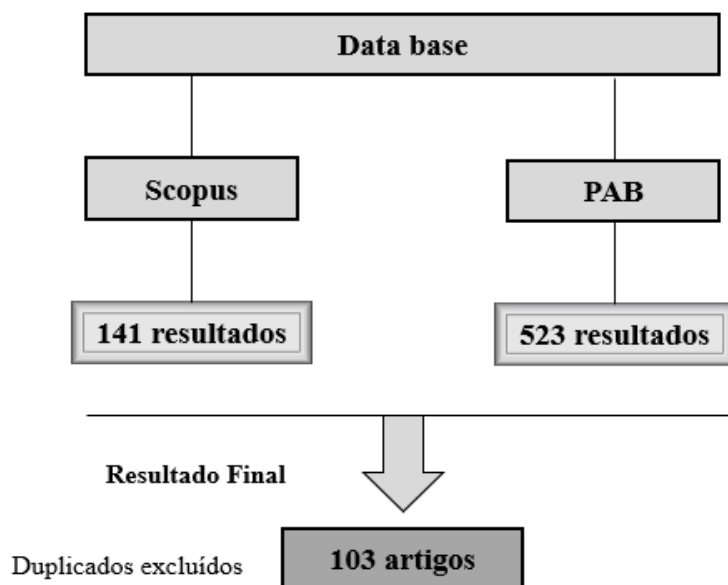 Data base
Scopus
PAB
141 resultados
523 resultados
Resultado Final
Duplicados excluídos
103 artigos